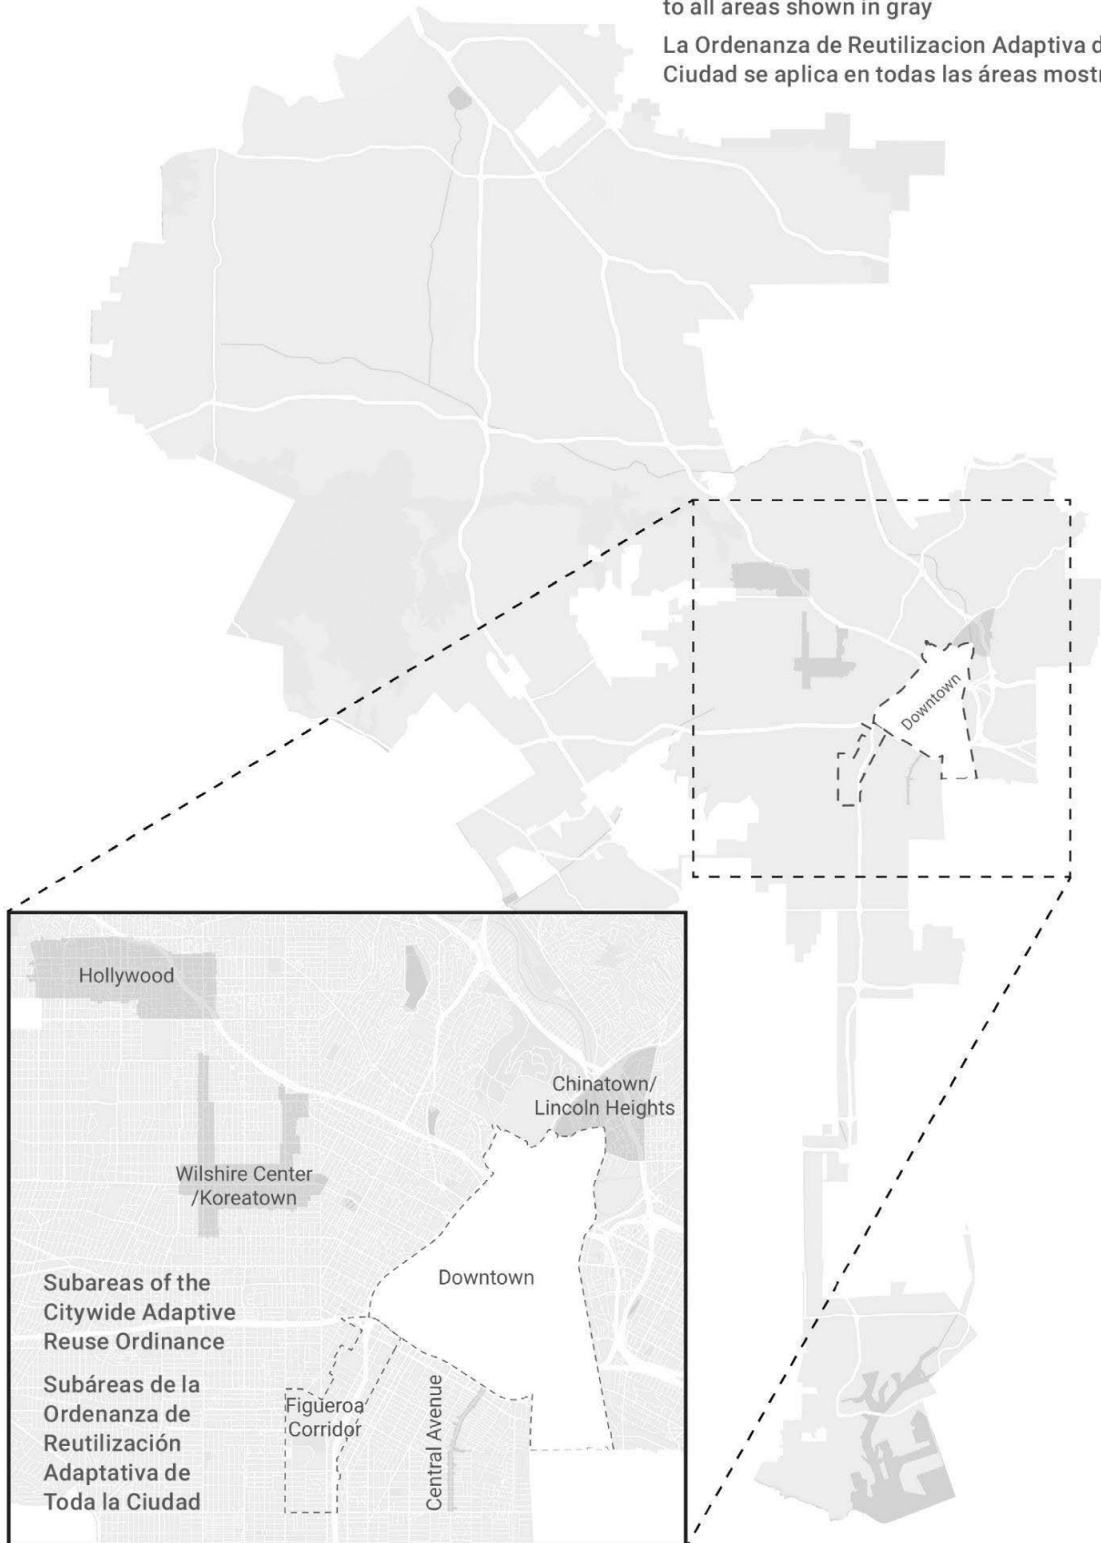 to all areas shown in gray
La Ordenanza de Reutilizacion Adaptiva d
Ciudad se aplica en todas las áreas mostr
Downtown
Hollywood
Chinatown/
Lincoln Heights
Wilshire Center
/Koreatown
Downtown
Subareas of the
Citywide Adaptive
Reuse Ordinance
Subáreas de la
Ordenanza de
Reutilización
Adaptativa de
Toda la Ciudad
Figueroa
Corridor
Central Avenue